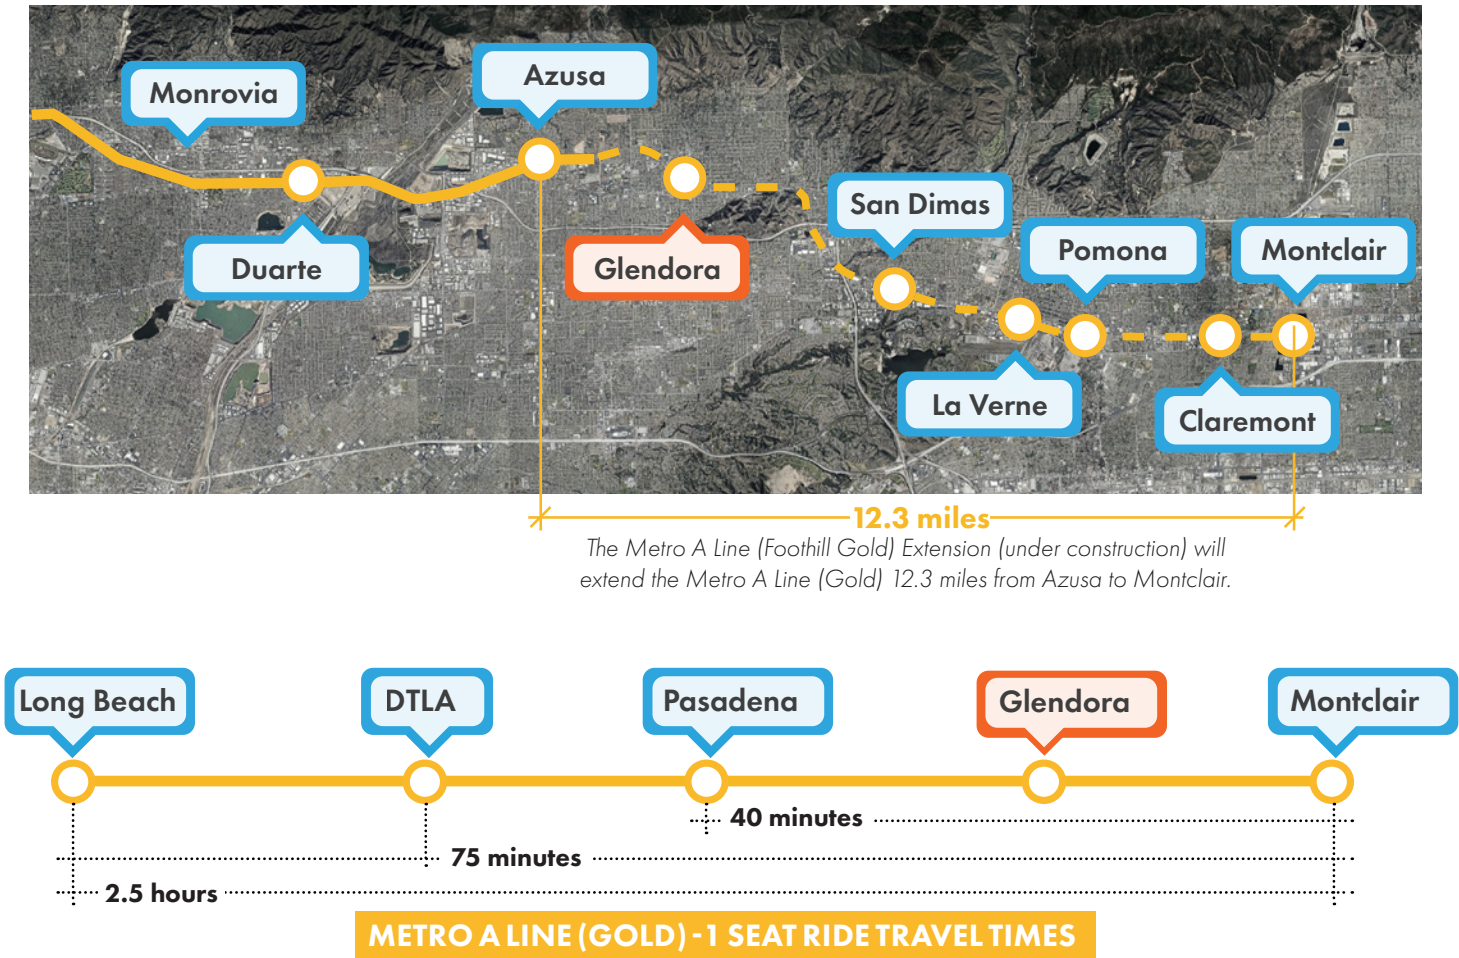 Monrovia
Azusa
Duarte
Glendora
San Dimas
Pomona
Montclair
La Verne
Claremont
12.3 miles
The Metro A Line (Foothill Gold) Extension (under construction) will
extend the Metro A Line (Gold) 12.3 miles from Azusa to Montclair.
Long Beach
DTLA
Pasadena
Glendora
Montclair
40 minutes
75 minutes
2.5 hours
METRO A LINE (GOLD) -1 SEAT RIDE TRAVEL TIMES